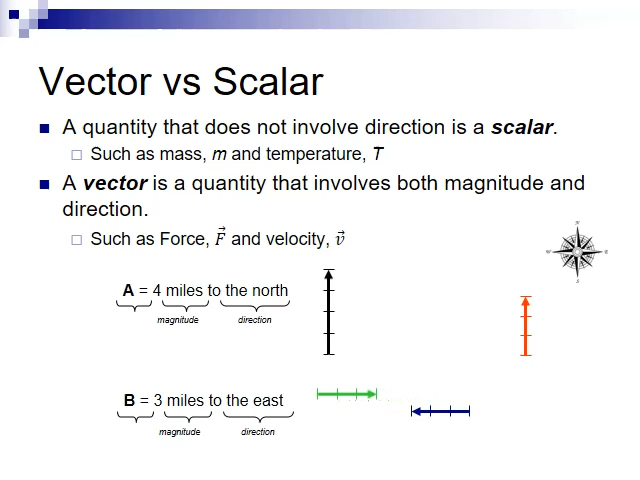 Vector vs Scalar
A quantity that does not involve direction is a scalar.
Such as mass, m and temperature, T
A vector is a quantity that involves both magnitude and
direction.
Such as Force, F⃗ and velocity, v⃗
N
W
E
S
A = 4 miles to the north
magnitude direction
B = 3 miles to the east
magnitude direction